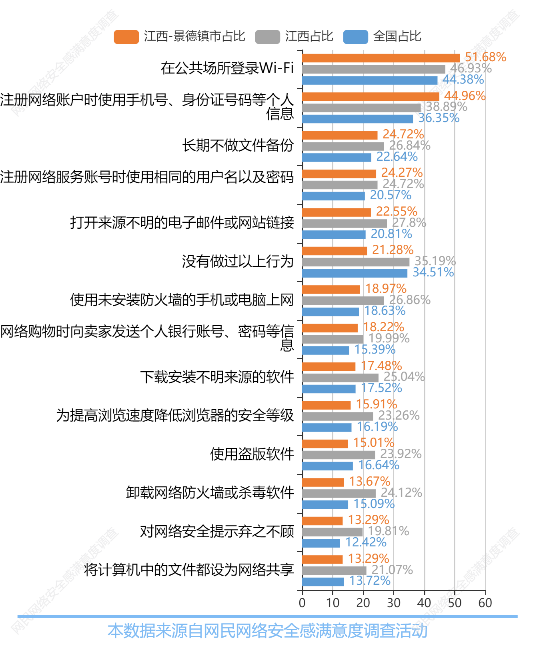 江西-景德镇市占比 江西占比 全国占比
在公共场所登录Wi-Fi
51.68%
46.93%
44.38%
注册网络账户时使用手机号、身份证号码等个人
信息
44.96%
38.89%
36.35%
长期不做文件备份
24.72%
26.84%
22.64%
注册网络服务账号时使用相同的用户名以及密码
24.27%
24.72%
20.57%
打开来源不明的电子邮件或网站链接
22.55%
27.8%
20.81%
没有做过以上行为
21.28%
35.19%
34.51%
使用未安装防火墙的手机或电脑上网
18.97%
26.86%
18.63%
网络购物时向卖家发送个人银行账号、密码等信
息
18.22%
19.99%
15.39%
下载安装不明来源的软件
17.48%
25.04%
17.52%
为提高浏览速度降低浏览器的安全等级
15.91%
23.26%
16.19%
使用盗版软件
15.01%
23.92%
16.64%
卸载网络防火墙或杀毒软件
13.67%
24.12%
15.09%
对网络安全提示弃之不顾
13.29%
19.81%
12.42%
将计算机中的文件都设为网络共享
13.29%
21.07%
13.72%
0 10 20 30 40 50 60
本数据来源自网民网络安全感满意度调查活动